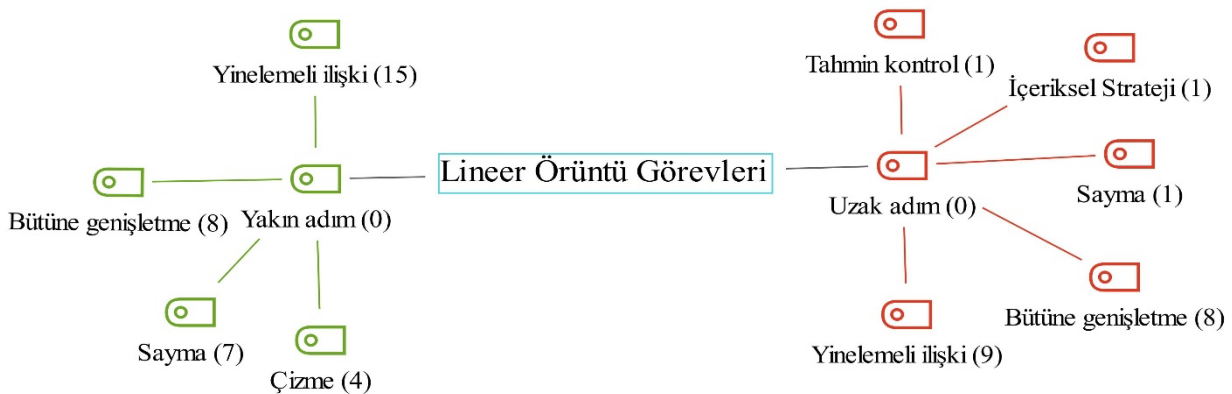 Yinelemeli ilişki (15)
Bütüne genişletme (8)
Yakın adım (0)
Sayma (7)
Çizme (4)
Lineer Örüntü Görevleri
Tahmin kontrol (1)
İçeriksel Strateji (1)
Uzak adım (0)
Sayma (1)
Bütüne genişletme (8)
Yinelemeli ilişki (9)